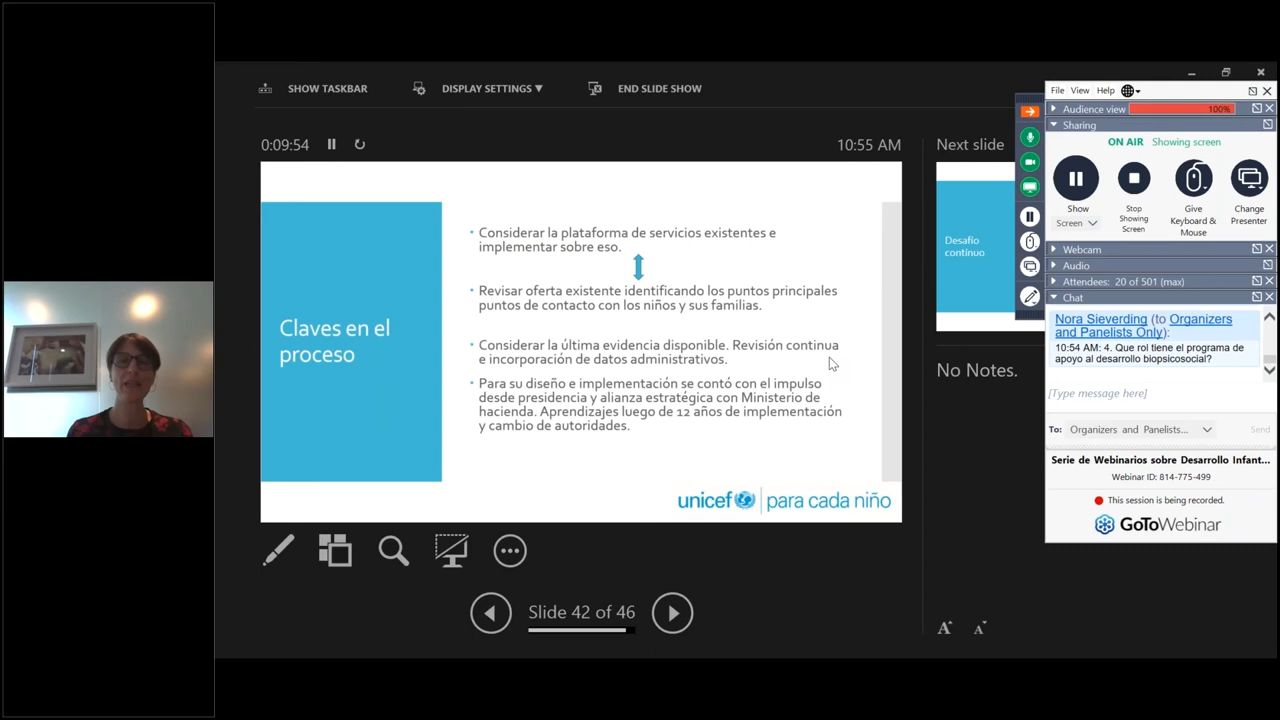 SHOW TASKBAR
DISPLAY SETTINGS ▼
END SLIDE SHOW
0:09:54
10:55 AM
Claves en el
proceso
• Considerar la plataforma de servicios existentes e
implementar sobre eso.
• Revisar oferta existente identificando los puntos principales
puntos de contacto con los niños y sus familias.
• Considerar la última evidencia disponible. Revisión continua
e incorporación de datos administrativos.
• Para su diseño e implementación se contó con el impulso
desde presidencia y alianza estratégica con Ministerio de
hacienda. Aprendizajes luego de 12 años de implementación
y cambio de autoridades.
unicef | para cada niño
Slide 42 of 46
Next slide
Desafío
continuo
No Notes.
A A
File View Help
Audience view 100%
Sharing
ON AIR Showing screen
Show
Screen
Stop
Showing
Screen
Give
Keyboard &
Mouse
Change
Presenter
Webcam
Audio
Attendees: 20 of 501 (max)
Chat
Nora Sieverding (to Organizers
and Panelists Only):
10:54 AM: 4. Que rol tiene el programa de
apoyo al desarrollo biopsicosocial?
[Type message here]
To: Organizers and Panelists... Send
Serie de Webinarios sobre Desarrollo Infant...
Webinar ID: 814-775-499
This session is being recorded.
GoToWebinar